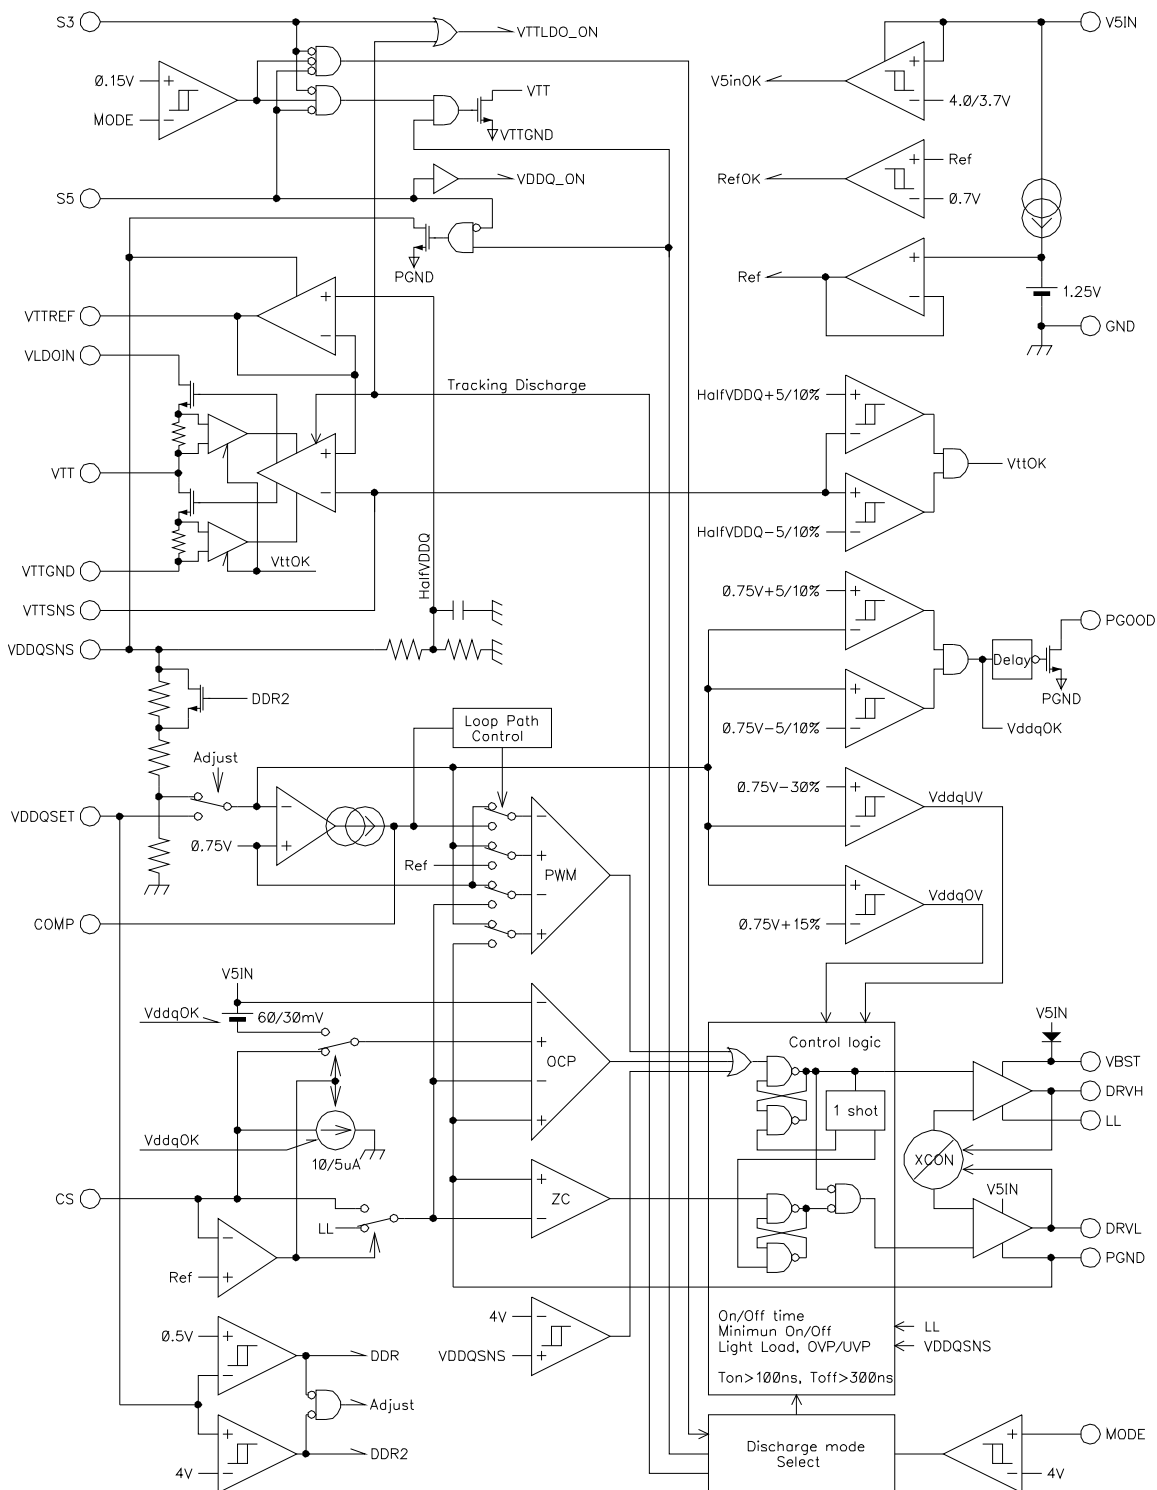 S3
VTTLDO_ON
V5IN
0.15V
+
MODE
−
V5inOK
+
−
4.0/3.7V
VTT
VTTGND
RefOK
+
Ref
−
0.7V
S5
VDDQ_ON
PGND
Ref
+
−
1.25V
GND
VTTREF
+
−
VLDOIN
Tracking Discharge
HalfVDDQ+5/10%
+
−
VTT
+
−
VttOK
+
HalfVDDQ−5/10%
−
VTTGND
VttOK
HalfVDDQ
VTTSNS
0.75V+5/10%
+
−
PGOOD
VDDQSNS
Delay
PGND
DDR2
+
0.75V−5/10%
−
VddqOK
Loop Path
Control
Adjust
0.75V−30%
+
−
VddqUV
VDDQSET
−
+
0.75V
Ref
−
+
−
+
PWM
+
VddqOV
0.75V+15%
−
COMP
V5IN
VddqOK
60/30mV
−
+
−
+
OCP
Control logic
V5IN
VBST
DRVH
LL
1 shot
VddqOK
10/5uA
XCON
CS
+
−
ZC
LL
V5IN
DRVL
PGND
−
Ref
+
4V
−
VDDQSNS
+
On/Off time
Minimun On/Off
Light Load, OVP/UVP
Ton>100ns, Toff>300ns
LL
VDDQSNS
0.5V
+
−
DDR
Adjust
+
4V
−
DDR2
Discharge mode
Select
+
MODE
−
4V